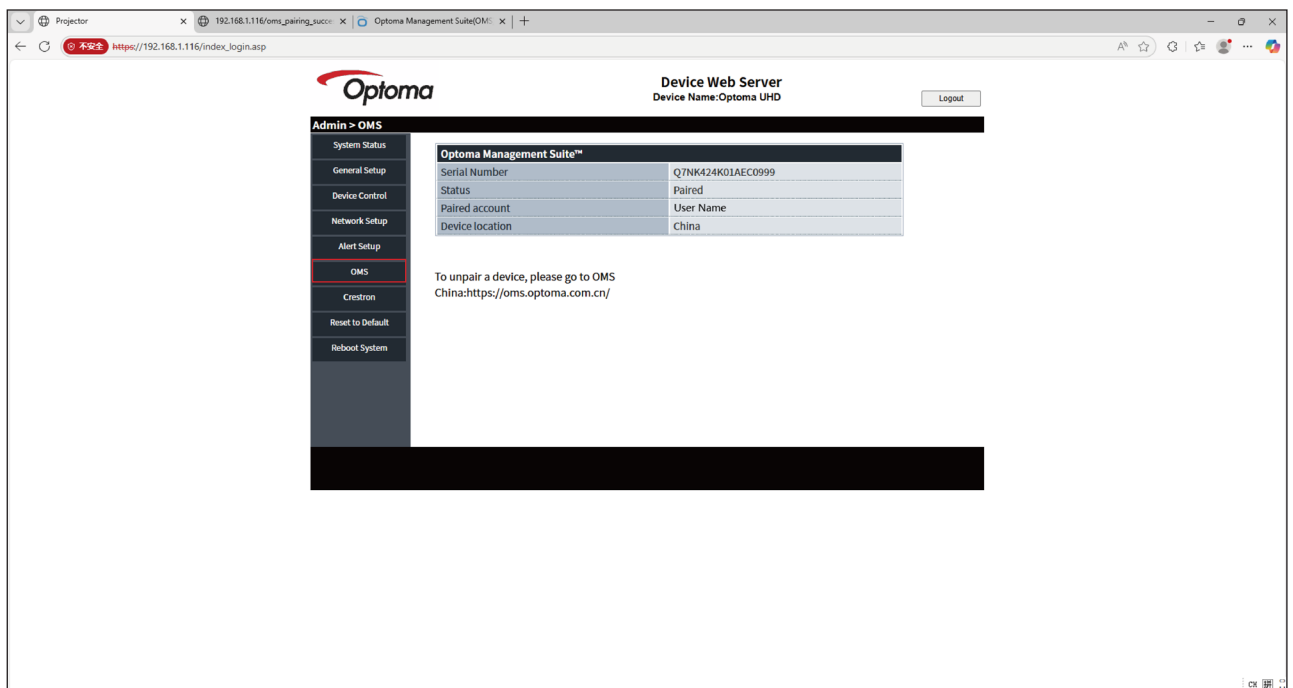 Projector
192.168.1.116/oms_pairing_succe
Optoma Management Suite(OMS
不安全 https://192.168.1.116/index_login.asp
Optoma
Device Web Server
Device Name:Optoma UHD
Logout
Admin > OMS
System Status
General Setup
Device Control
Network Setup
Alert Setup
OMS
Crestron
Reset to Default
Reboot System
Optoma Management Suite™
Serial Number Q7NK424K01AEC0999
Status Paired
Paired account User Name
Device location China
To unpair a device, please go to OMS
China:https://oms.optoma.com.cn/